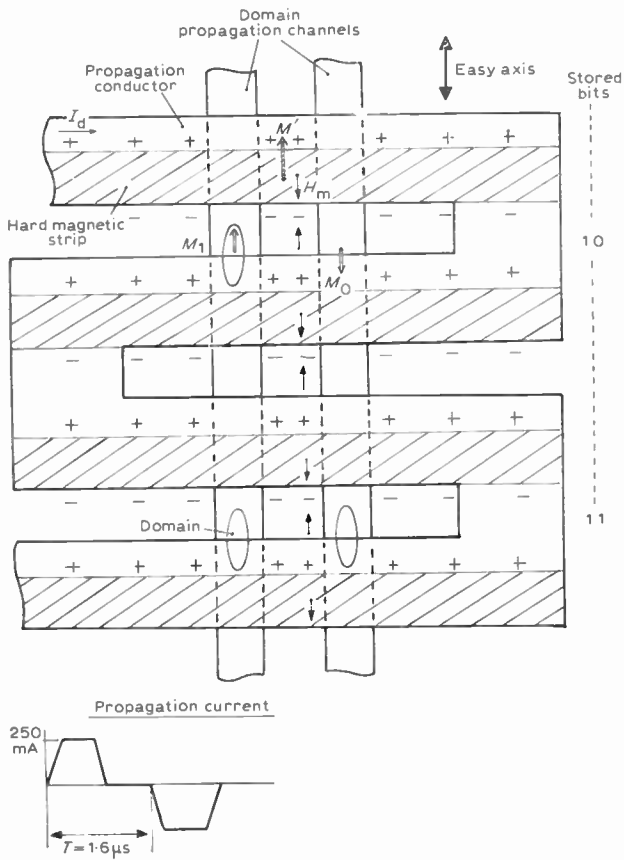 Domain
propagation channels
Easy axis
Stored
bits
Propagation
conductor
I_d
+ + + + + M′ + + +
H_m
Hard magnetic
strip
− − − − − − −
M_1
10
+ + + + + M_0 + + +
− − − − − − −
+ + + + + + + +
− − − − − − −
11
Domain
+ + + + + + + +
Propagation current
250
mA
T = 1·6μs